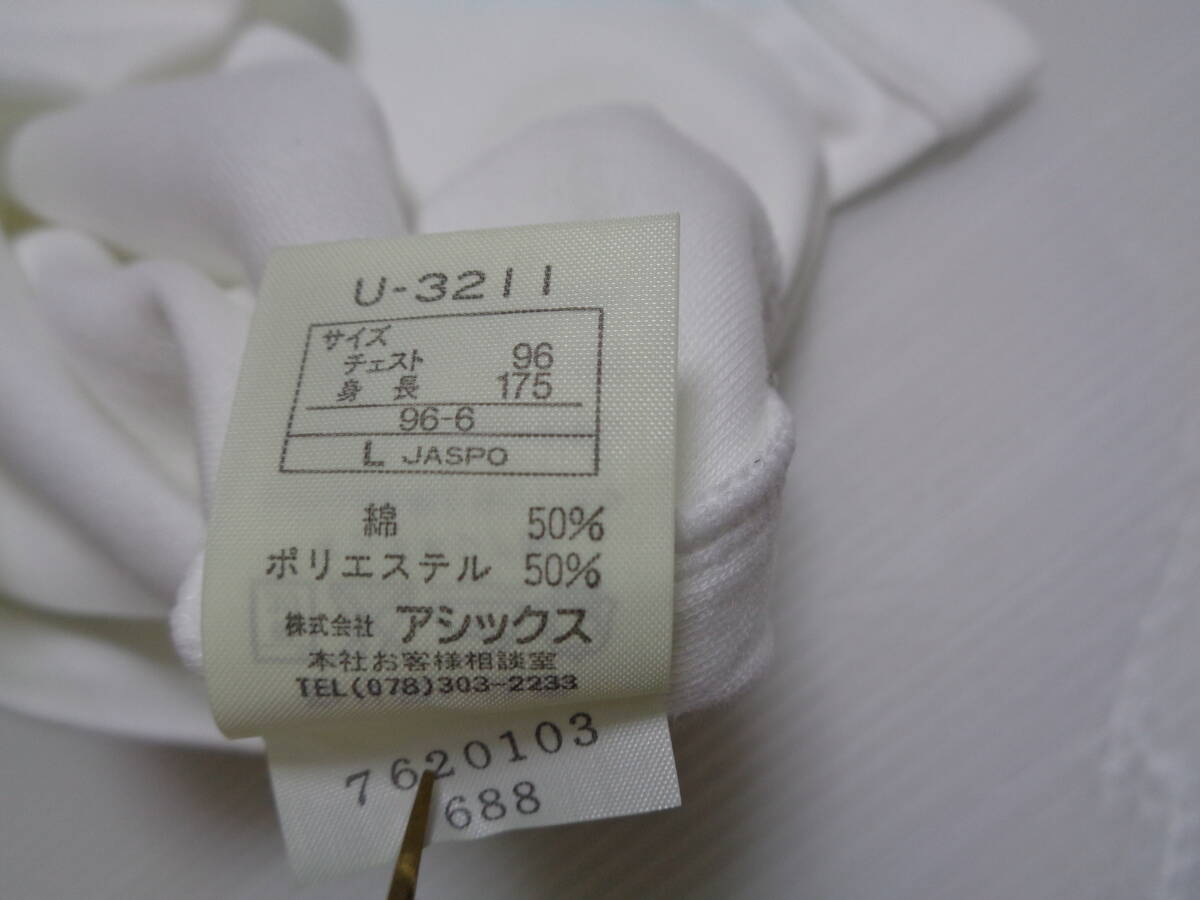 U-3211
サイズ
チェスト 96
身長 175
96-6
L JASPO
綿 50%
ポリエステル 50%
株式会社 アシックス
本社お客様相談室
TEL(078)303-2233
7620103
688